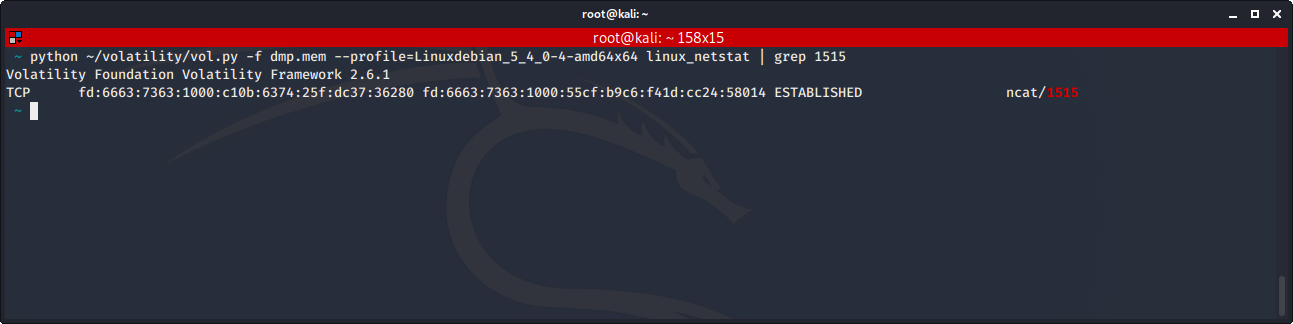 root@kali: ~
root@kali: ~ 158x15
~ python ~/volatility/vol.py -f dmp.mem --profile=Linuxdebian_5_4_0-4-amd64x64 linux_netstat | grep 1515
Volatility Foundation Volatility Framework 2.6.1
TCP      fd:6663:7363:1000:c10b:6374:25f:dc37:36280 fd:6663:7363:1000:55cf:b9c6:f41d:cc24:58014 ESTABLISHED                  ncat/1515
~